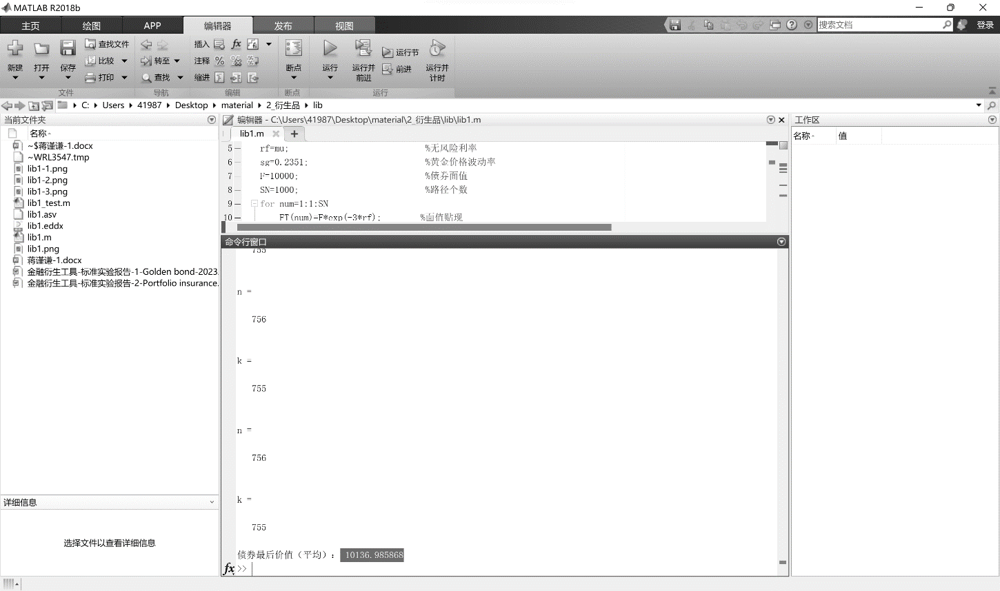 MATLAB R2018b
主页 绘图 APP 编辑器 发布 视图
搜索文档 登录
新建 打开 保存 查找文件 比较 打印
转至 查找
插入 fx
注释
缩进
断点
运行 运行并前进 运行节 前进 运行并计时
文件 导航 编辑 断点 运行
C: Users 41987 Desktop material 2_衍生品 lib
当前文件夹
名称
~$蒋谨谦-1.docx
~WRL3547.tmp
lib1-1.png
lib1-2.png
lib1-3.png
lib1_test.m
lib1.asv
lib1.eddx
lib1.m
lib1.png
蒋谨谦-1.docx
金融衍生工具-标准实验报告-1-Golden bond-2023
金融衍生工具-标准实验报告-2-Portfolio insurance.
详细信息
选择文件以查看详细信息
编辑器 - C:\Users\41987\Desktop\material\2_衍生品\lib\lib1.m
lib1.m
5 rf=mu; %无风险利率
6 sg=0.2351; %黄金价格波动率
7 F=10000; %债券面值
8 SN=1000; %路径个数
9 for num=1:1:SN
10 FT(num)=F*exp(-3*rf); %面值贴现
命令行窗口
755
n =
756
k =
755
n =
756
k =
755
债券最后价值（平均）： 10136.985868
fx >>
工作区
名称 值